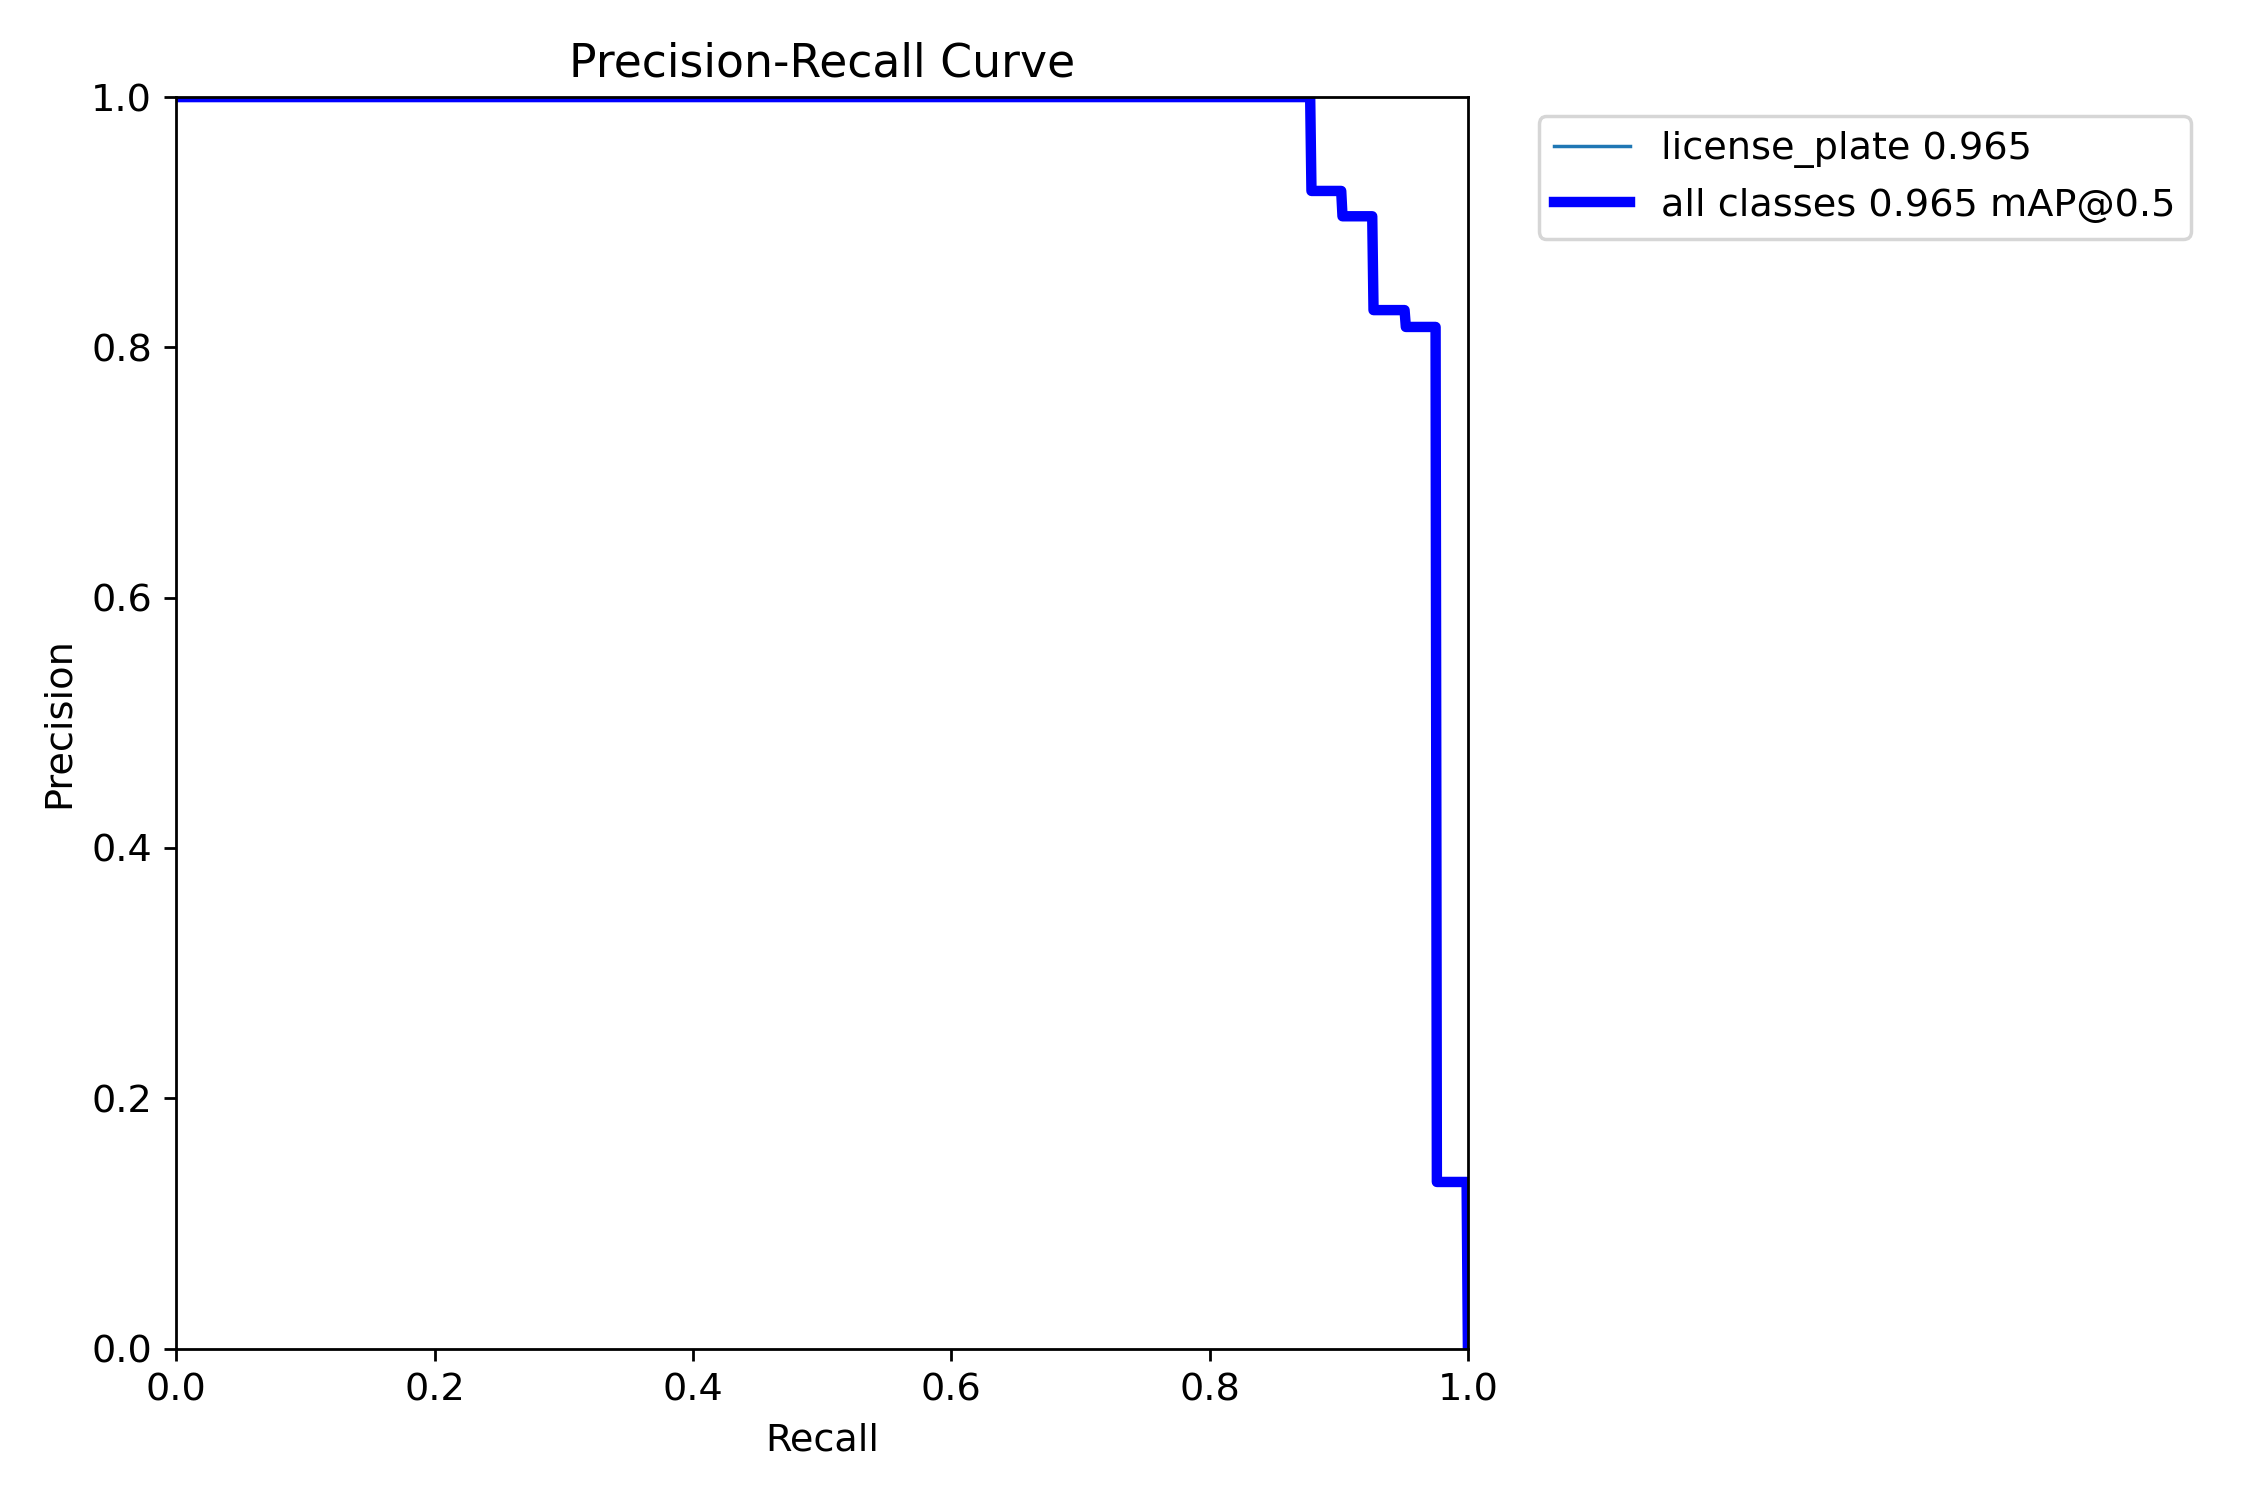 Precision-Recall Curve
1.0
0.8
0.6
0.4
0.2
0.0
Precision
0.0 0.2 0.4 0.6 0.8 1.0
Recall
license_plate 0.965
all classes 0.965 mAP@0.5